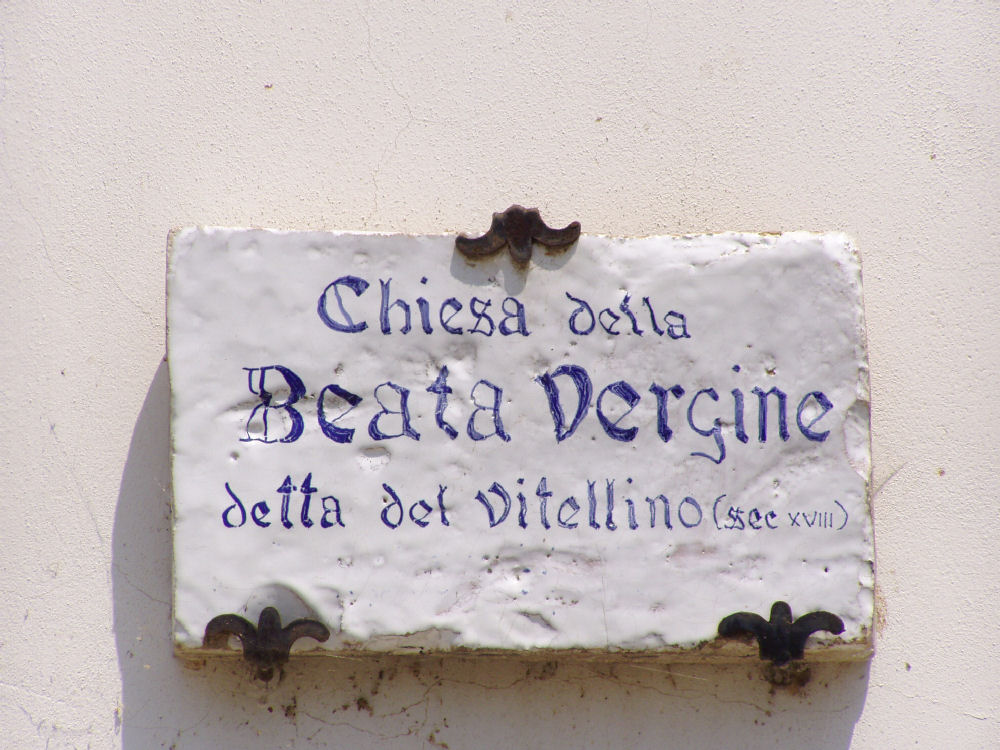 Chiesa della
Beata Vergine
detta del Vitellino (sec XVIII)